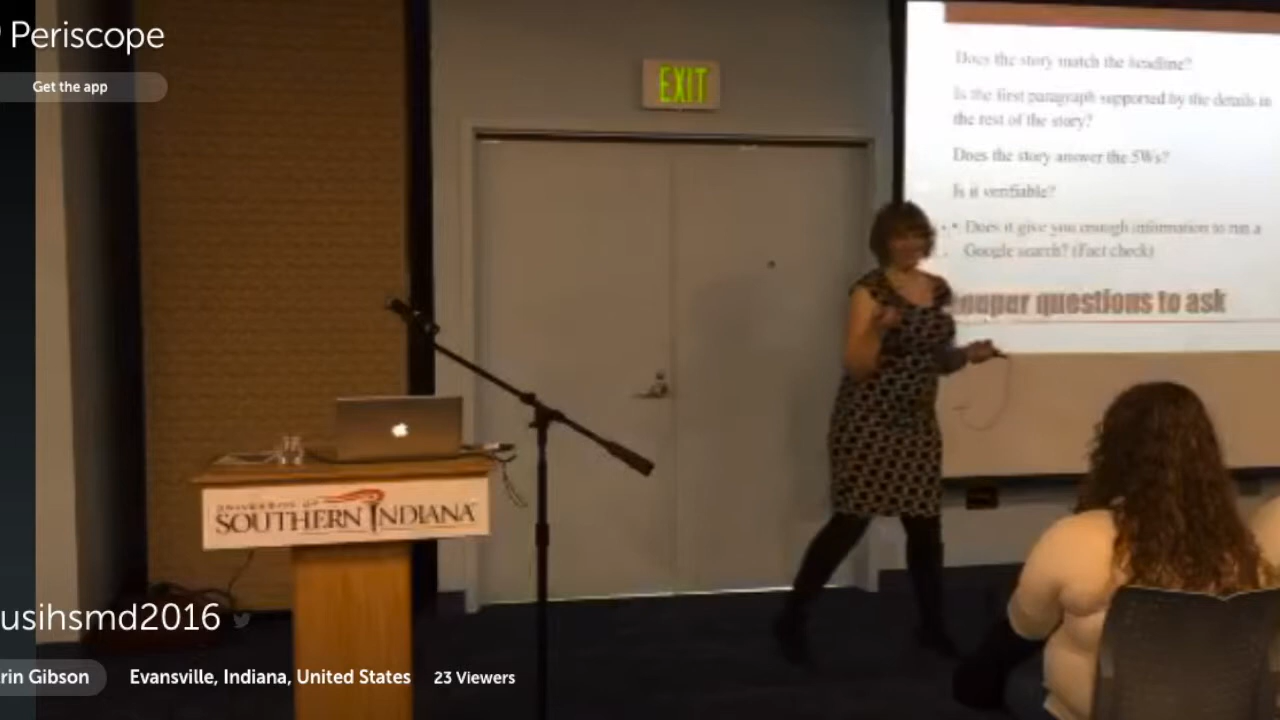 Periscope
Get the app
EXIT
Does the story match the headline?
Is the first paragraph supported by the details in
the rest of the story?
Does the story answer the 5Ws?
Is it verifiable?
• Does it give you enough information to run a
Google search? (Fact check)
questions to ask
UNIVERSITY OF
SOUTHERN INDIANA
usihsmd2016
rin Gibson
Evansville, Indiana, United States
23 Viewers